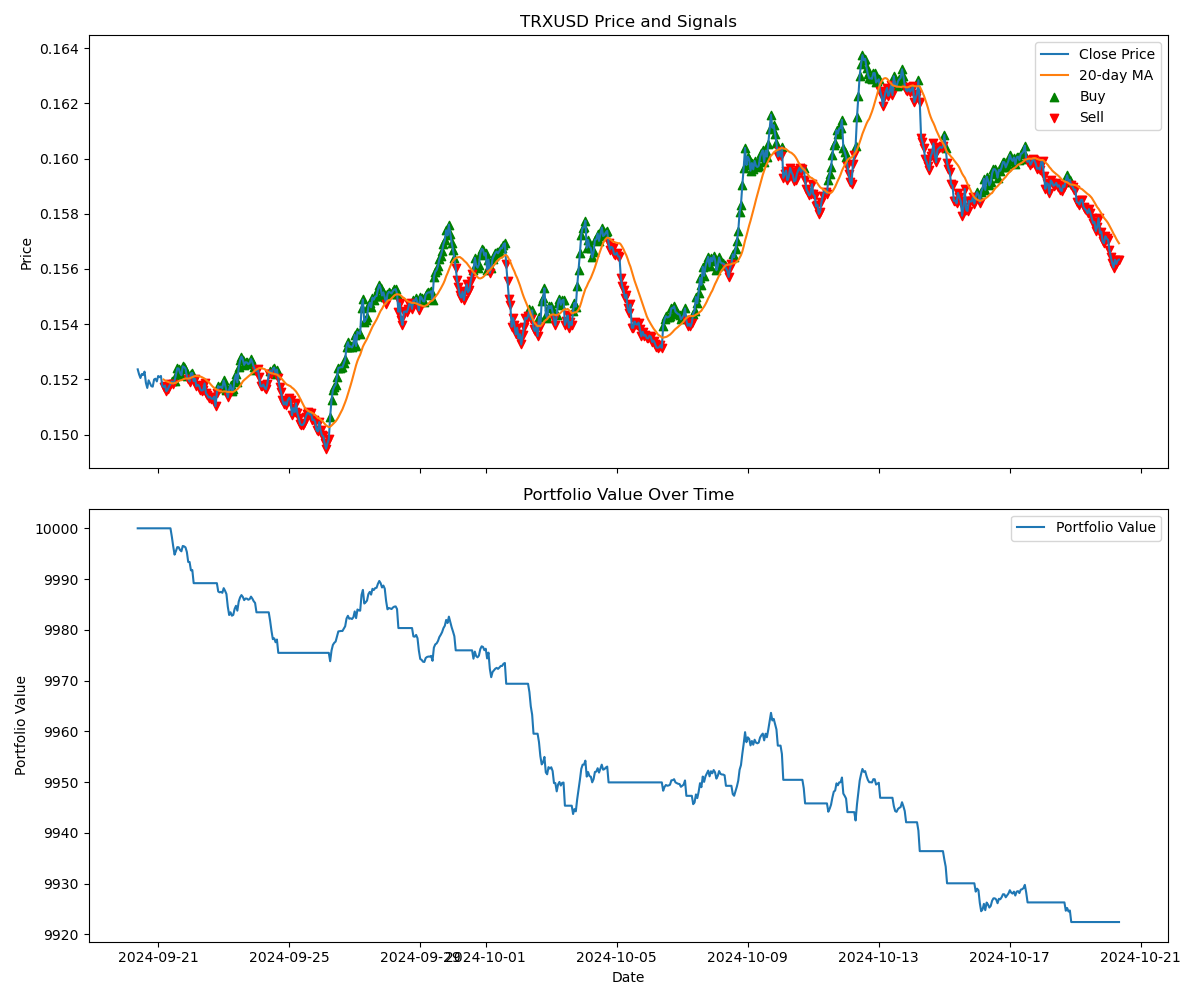 TRXUSD Price and Signals
Price
0.164
0.162
0.160
0.158
0.156
0.154
0.152
0.150
Close Price
20-day MA
Buy
Sell
Portfolio Value Over Time
Portfolio Value
10000
9990
9980
9970
9960
9950
9940
9930
9920
Portfolio Value
2024-09-21 2024-09-25 2024-09-29 2024-10-01 2024-10-05 2024-10-09 2024-10-13 2024-10-17 2024-10-21
Date